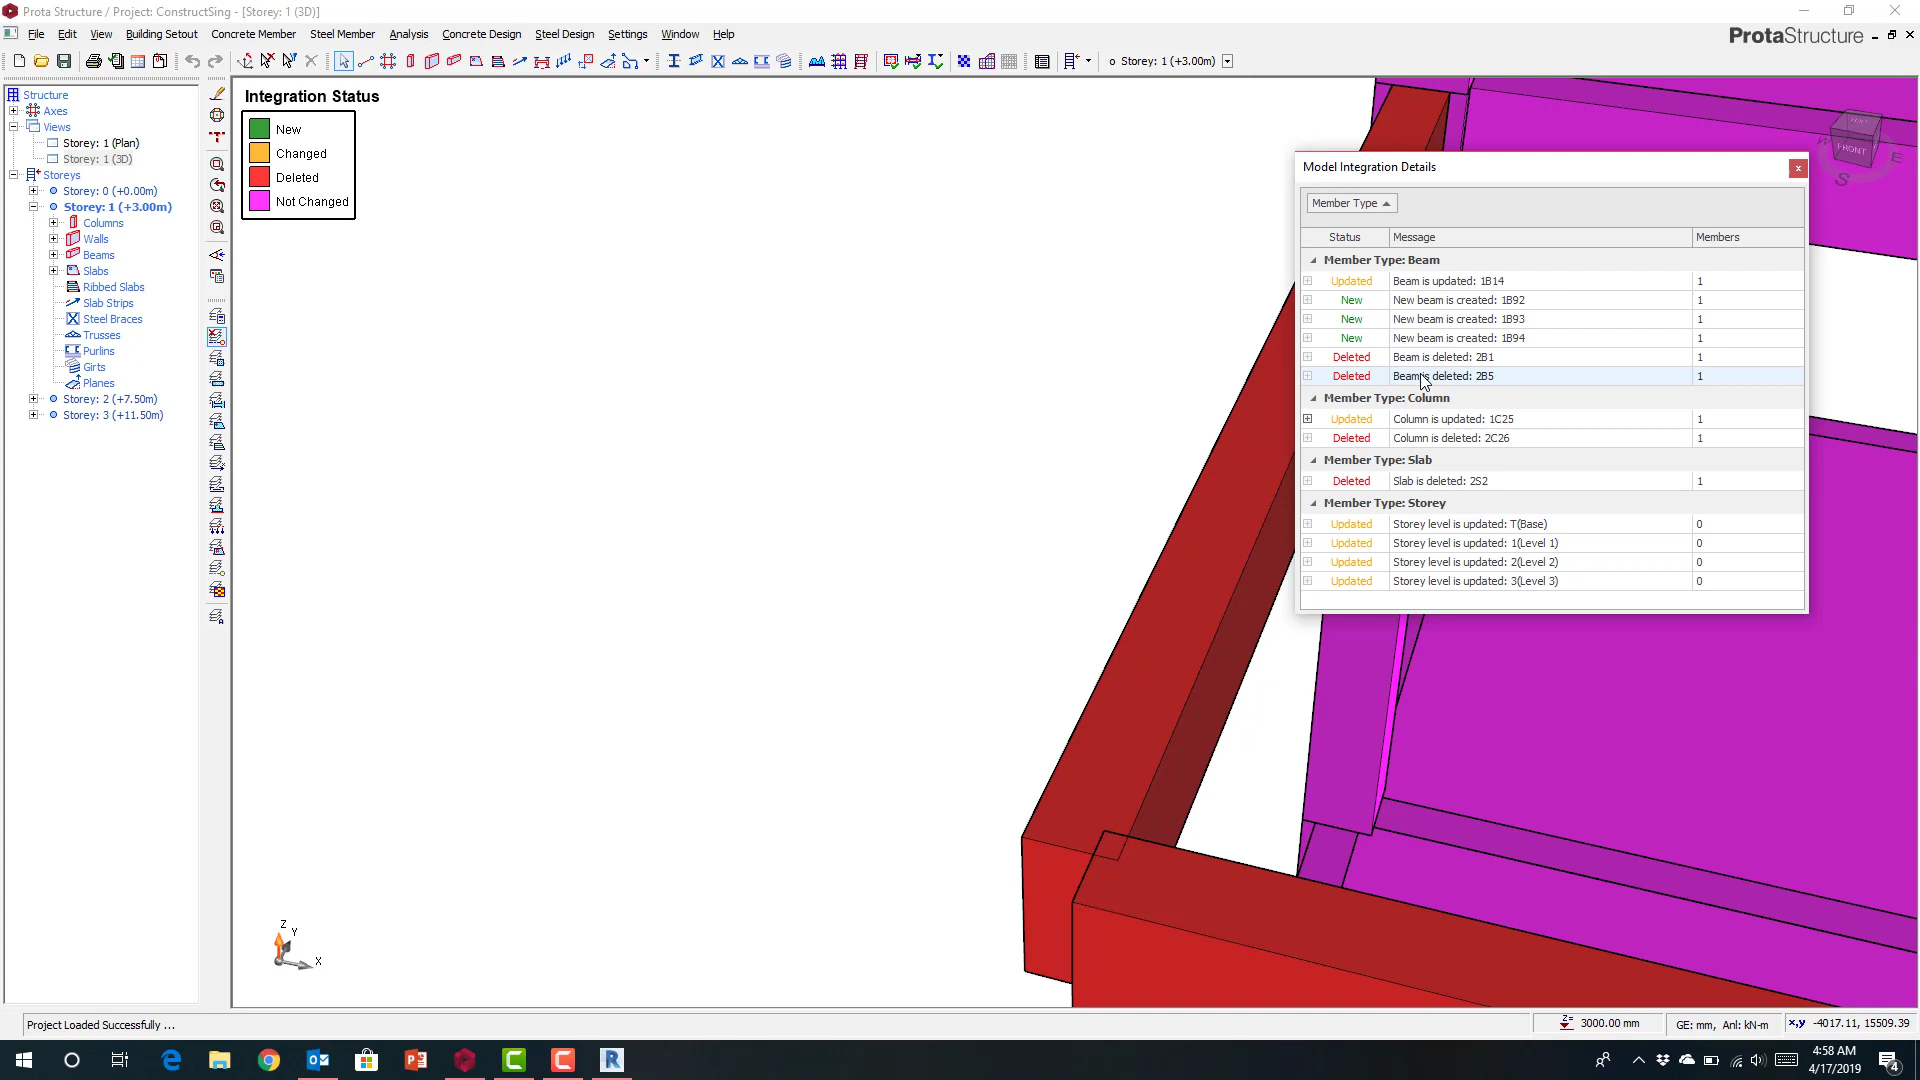 Prota Structure / Project: ConstructSing - [Storey: 1 (3D)]
File Edit View Building Setout Concrete Member Steel Member Analysis Concrete Design Steel Design Settings Window Help
ProtaStructure
Storey: 1 (+3.00m)
Structure
Axes
Views
Storey: 1 (Plan)
Storey: 1 (3D)
Storeys
Storey: 0 (+0.00m)
Storey: 1 (+3.00m)
Columns
Walls
Beams
Slabs
Ribbed Slabs
Slab Strips
Steel Braces
Trusses
Purlins
Girts
Planes
Storey: 2 (+7.50m)
Storey: 3 (+11.50m)
Integration Status
New
Changed
Deleted
Not Changed
TOP
FRONT
W
E
S
Model Integration Details
x
Member Type
Status Message Members
Member Type: Beam
Updated Beam is updated: 1B14 1
New New beam is created: 1B92 1
New New beam is created: 1B93 1
New New beam is created: 1B94 1
Deleted Beam is deleted: 2B1 1
Deleted Beam is deleted: 2B5 1
Member Type: Column
Updated Column is updated: 1C25 1
Deleted Column is deleted: 2C26 1
Member Type: Slab
Deleted Slab is deleted: 2S2 1
Member Type: Storey
Updated Storey level is updated: T(Base) 0
Updated Storey level is updated: 1(Level 1) 0
Updated Storey level is updated: 2(Level 2) 0
Updated Storey level is updated: 3(Level 3) 0
Z
Y
X
Project Loaded Successfully ...
Z= 3000.00 mm
GE: mm, Anl: kN-m
x,y -4017.11, 15509.39
4:58 AM
4/17/2019
4